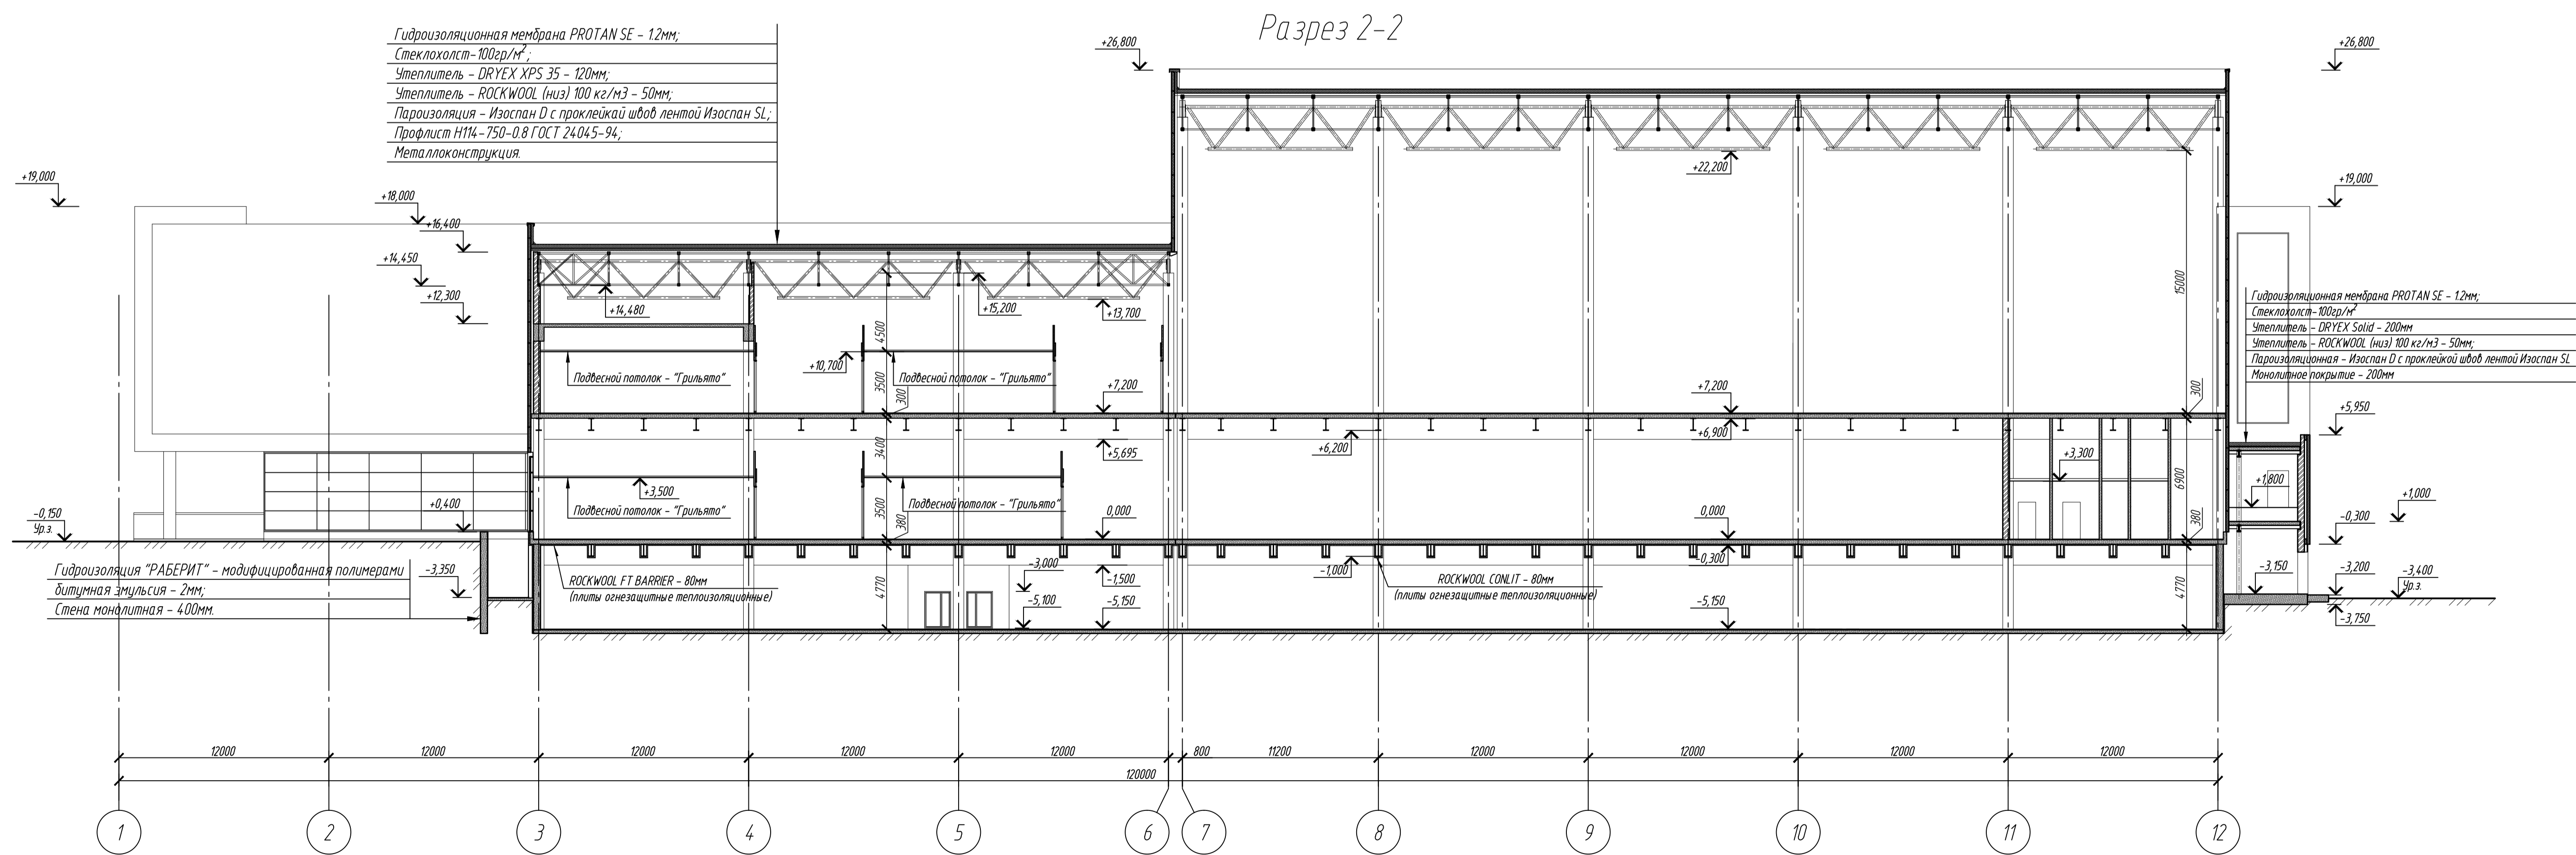 Разрез 2-2
Гидроизоляционная мембрана PROTAN SE – 1.2мм;
Стеклохолст–100гр/м²;
Утеплитель – DRYEX XPS 35 – 120мм;
Утеплитель – ROCKWOOL (низ) 100 кг/м3 – 50мм;
Пароизоляция – Изоспан D с проклейкай швов лентой Изоспан SL;
Профлист Н114-750-0.8 ГОСТ 24045-94;
Металлоконструкция.
+26,800
+26,800
+19,000
+18,000
+16,400
+14,450
+12,300
+22,200
+19,000
15000
+14,480
+15,200
+13,700
4500
+10,700
Подвесной потолок – "Грильято"
Подвесной потолок – "Грильято"
3500
300
+7,200
+7,200
300
Гидроизоляционная мембрана PROTAN SE – 1.2мм;
Стеклохолст–100гр/м²
Утеплитель – DRYEX Solid – 200мм
Утеплитель – ROCKWOOL (низ) 100 кг/м3 – 50мм;
Пароизоляционная – Изоспан D с проклейкой швов лентой Изоспан SL
Монолитное покрытие – 200мм
+5,950
3400
+5,695
+6,200
+6,900
+3,300
6900
+1,800
+1,000
+3,500
Подвесной потолок – "Грильято"
Подвесной потолок – "Грильято"
3500
380
0,000
0,000
380
-0,300
+0,400
-0,150
Ур.з.
Гидроизоляция "РАБЕРИТ" – модифицированная полимерами
битумная эмульсия – 2мм;
Стена монолитная – 400мм.
-3,350
ROCKWOOL FT BARRIER – 80мм
(плиты огнезащитные теплоизоляционные)
4770
-3,000
-5,100
-1,500
-5,150
-1,000
ROCKWOOL CONLIT – 80мм
(плиты огнезащитные теплоизоляционные)
-0,300
-5,150
4770
-3,150
-3,200
-3,400
Ур.з.
-3,750
12000
12000
12000
12000
12000
800
11200
12000
12000
12000
12000
120000
1
2
3
4
5
6
7
8
9
10
11
12